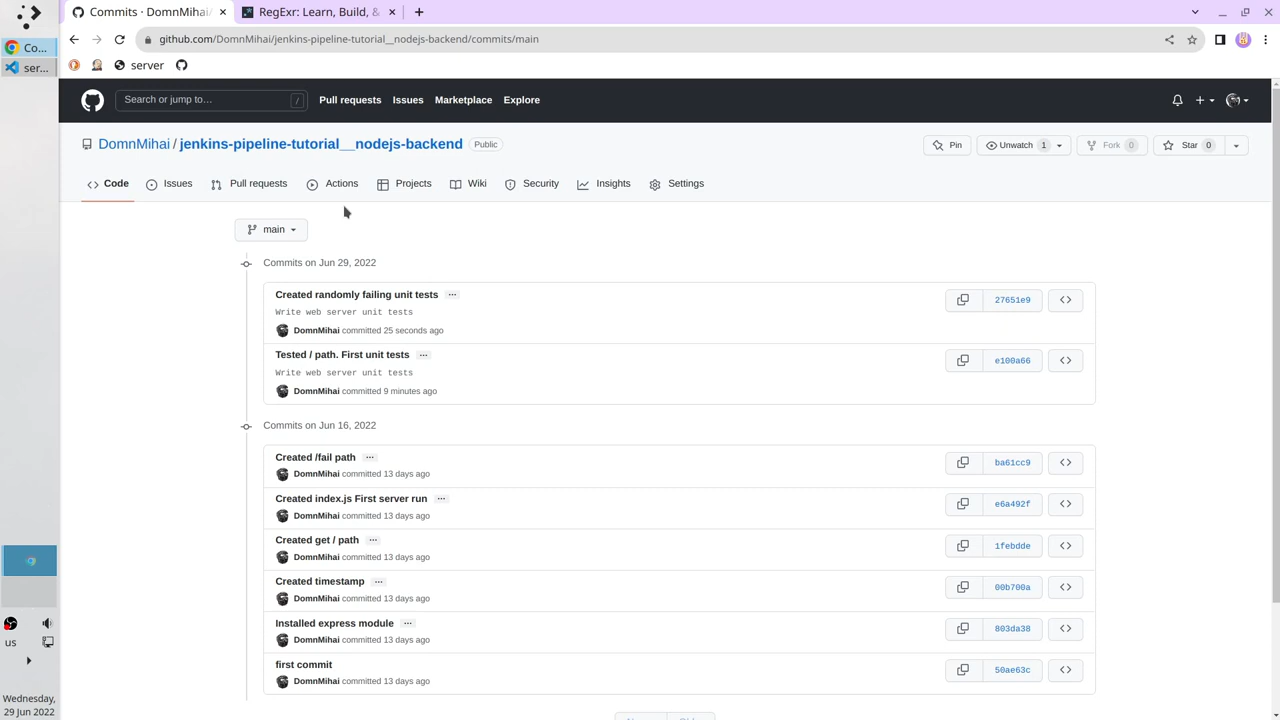 Commits · DomnMihai/
RegExr: Learn, Build, &
Co...
ser...
github.com/DomnMihai/jenkins-pipeline-tutorial__nodejs-backend/commits/main
server
Search or jump to…
/
Pull requests
Issues
Marketplace
Explore
DomnMihai / jenkins-pipeline-tutorial__nodejs-backend
Public
Pin
Unwatch 1
Fork 0
Star 0
Code
Issues
Pull requests
Actions
Projects
Wiki
Security
Insights
Settings
main
Commits on Jun 29, 2022
Created randomly failing unit tests …
Write web server unit tests
DomnMihai committed 25 seconds ago
27651e9
Tested / path. First unit tests …
Write web server unit tests
DomnMihai committed 9 minutes ago
e100a66
Commits on Jun 16, 2022
Created /fail path …
DomnMihai committed 13 days ago
ba61cc9
Created index.js First server run …
DomnMihai committed 13 days ago
e6a492f
Created get / path …
DomnMihai committed 13 days ago
1febdde
Created timestamp …
DomnMihai committed 13 days ago
00b700a
Installed express module …
DomnMihai committed 13 days ago
803da38
first commit
DomnMihai committed 13 days ago
50ae63c
us
Wednesday,
29 Jun 2022